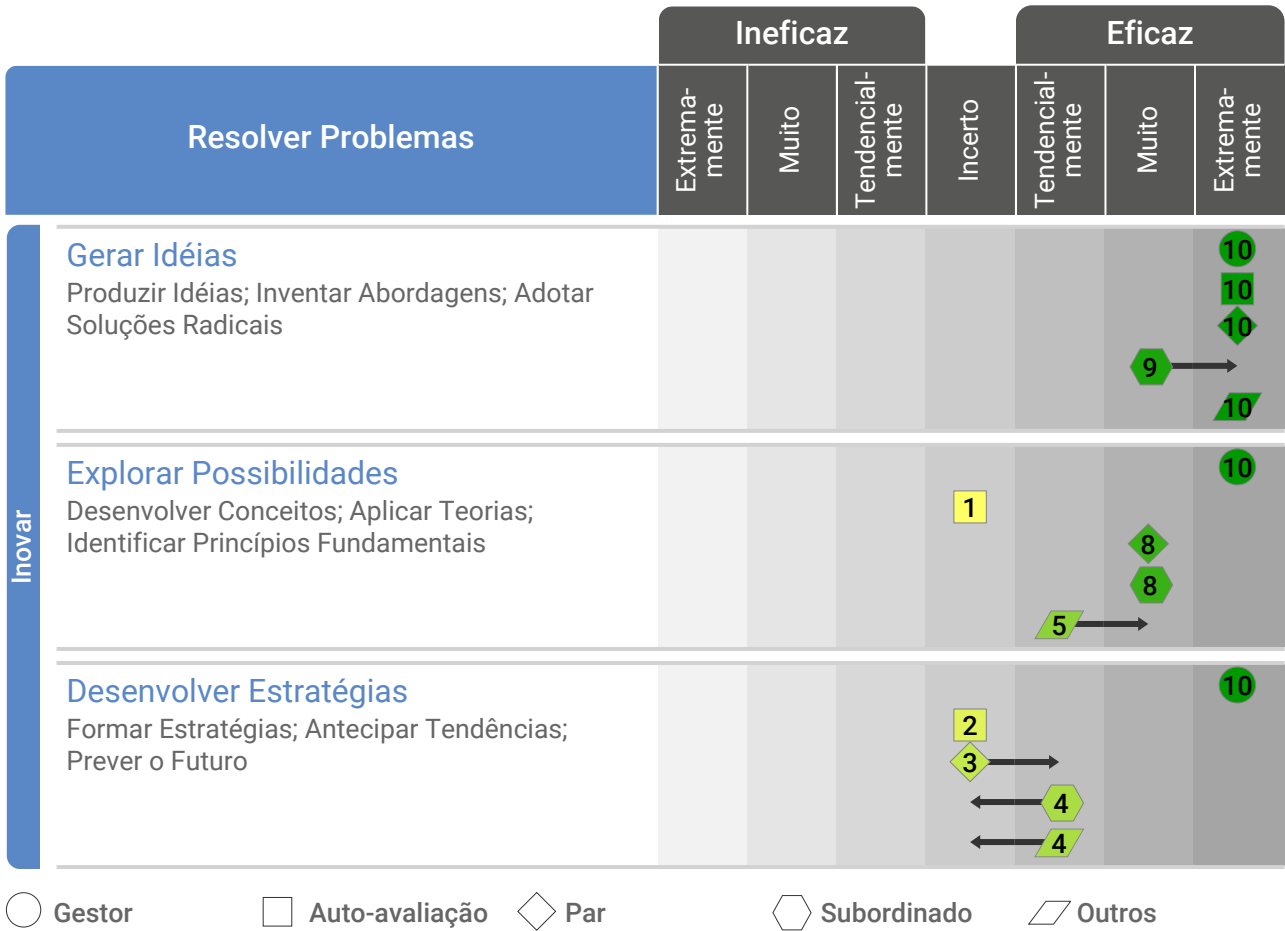 Ineficaz
Eficaz
Resolver Problemas
Extrema-
mente
Muito
Tendencial-
mente
Incerto
Tendencial-
mente
Muito
Extrema-
mente
Inovar
Gerar Idéias
Produzir Idéias; Inventar Abordagens; Adotar
Soluções Radicais
10
10
10
9
10
Explorar Possibilidades
Desenvolver Conceitos; Aplicar Teorias;
Identificar Princípios Fundamentais
10
1
8
8
5
Desenvolver Estratégias
Formar Estratégias; Antecipar Tendências;
Prever o Futuro
10
2
3
4
4
Gestor
Auto-avaliação
Par
Subordinado
Outros